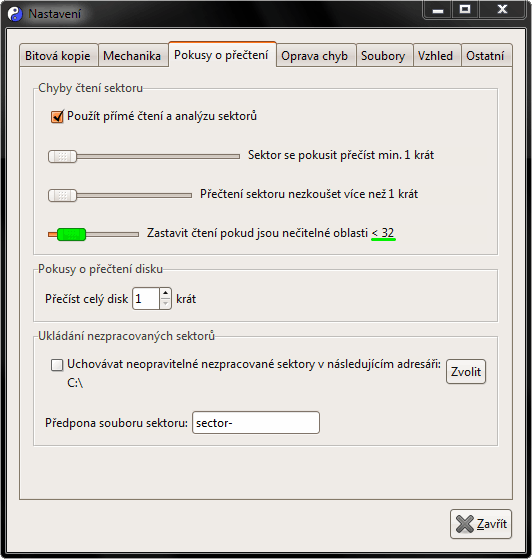 Nastavení
Bitová kopie Mechanika Pokusy o přečtení Oprava chyb Soubory Vzhled Ostatní
Chyby čtení sektoru
Použít přímé čtení a analýzu sektorů
Sektor se pokusit přečíst min. 1 krát
Přečtení sektoru nezkoušet více než 1 krát
Zastavit čtení pokud jsou nečitelné oblasti < 32
Pokusy o přečtení disku
Přečíst celý disk 1 krát
Ukládání nezpracovaných sektorů
Uchovávat neopravitelné nezpracované sektory v následujícím adresáři:
C:\
Zvolit
Předpona souboru sektoru: sector-
Zavřít